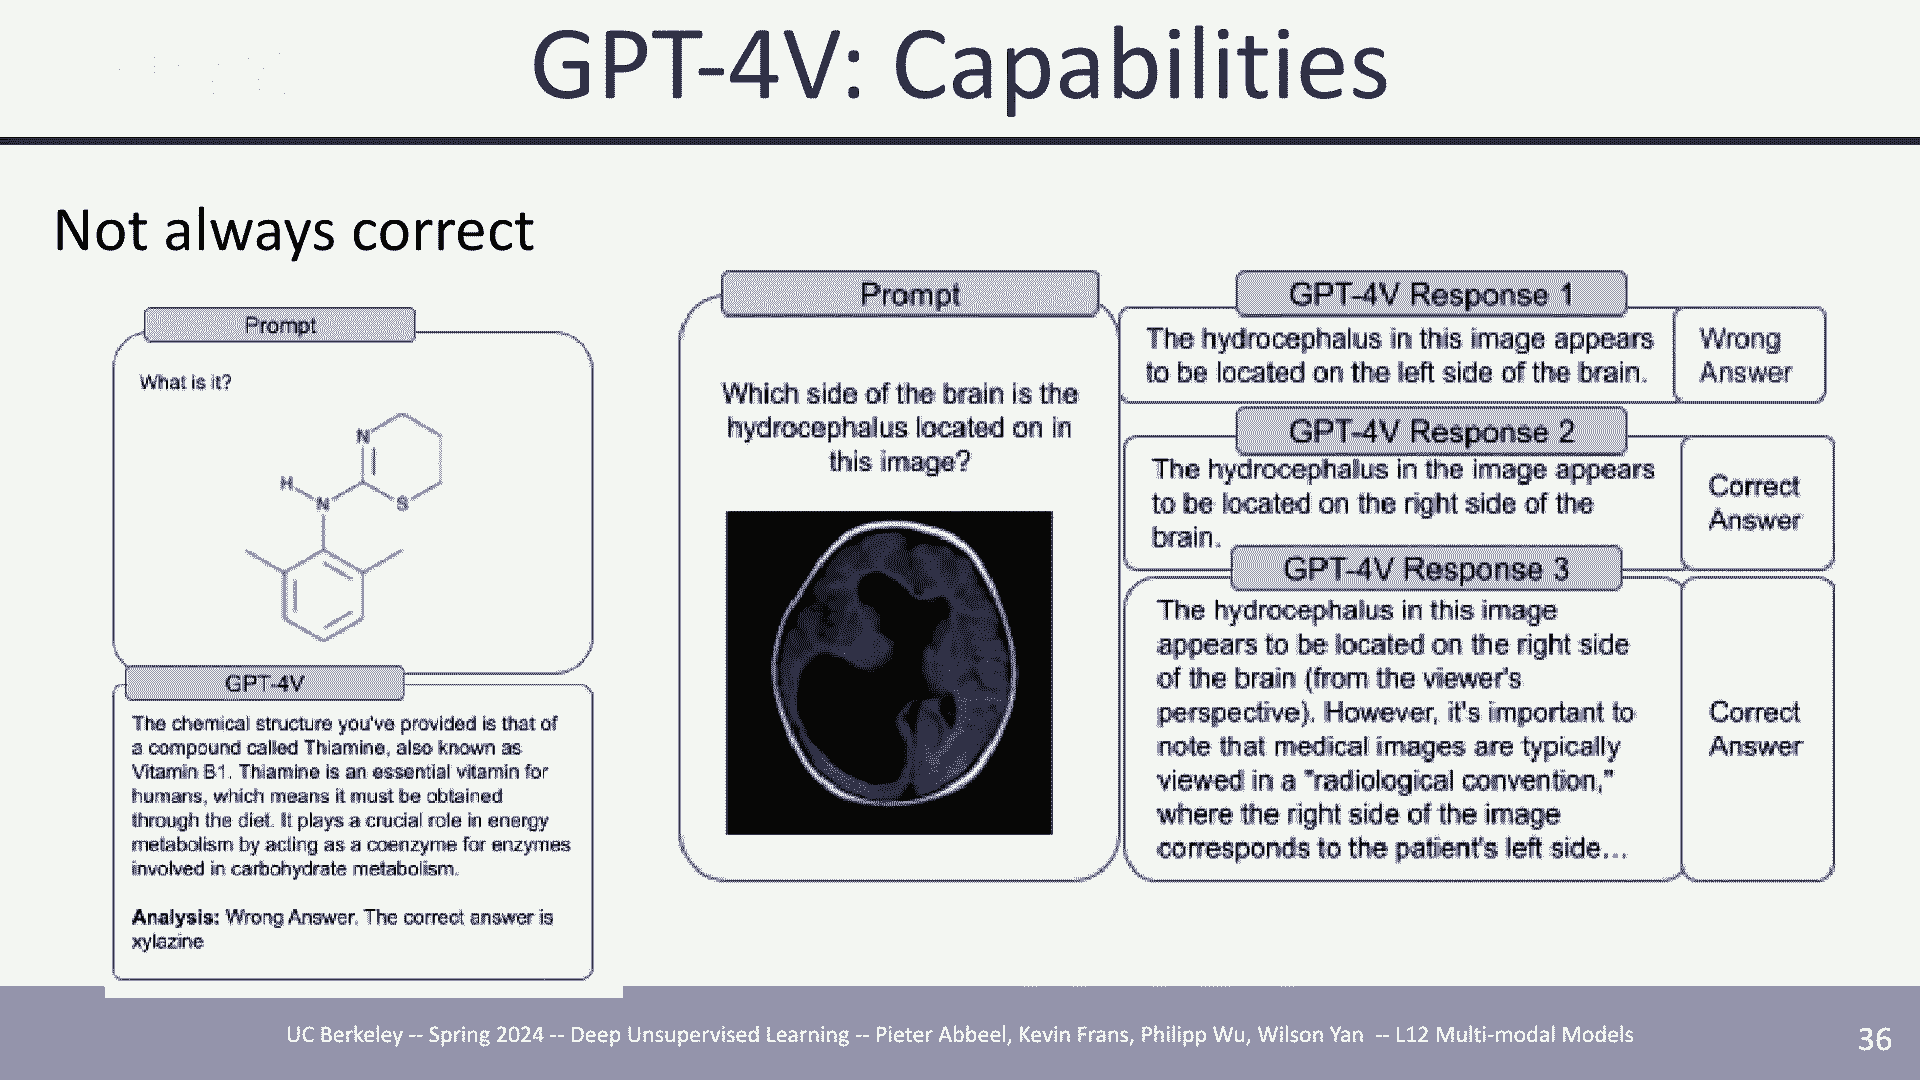 GPT-4V: Capabilities
Not always correct
Prompt
What is it?
N
H
N
S
GPT-4V
The chemical structure you've provided is that of
a compound called Thiamine, also known as
Vitamin B1. Thiamine is an essential vitamin for
humans, which means it must be obtained
through the diet. It plays a crucial role in energy
metabolism by acting as a coenzyme for enzymes
involved in carbohydrate metabolism.
Analysis: Wrong Answer. The correct answer is
xylazine
Prompt
Which side of the brain is the
hydrocephalus located on in
this image?
GPT-4V Response 1
The hydrocephalus in this image appears
to be located on the left side of the brain.
Wrong
Answer
GPT-4V Response 2
The hydrocephalus in the image appears
to be located on the right side of the
brain.
Correct
Answer
GPT-4V Response 3
The hydrocephalus in this image
appears to be located on the right side
of the brain (from the viewer's
perspective). However, it's important to
note that medical images are typically
viewed in a "radiological convention,"
where the right side of the image
corresponds to the patient's left side...
Correct
Answer
UC Berkeley -- Spring 2024 -- Deep Unsupervised Learning -- Pieter Abbeel, Kevin Frans, Philipp Wu, Wilson Yan -- L12 Multi-modal Models
36